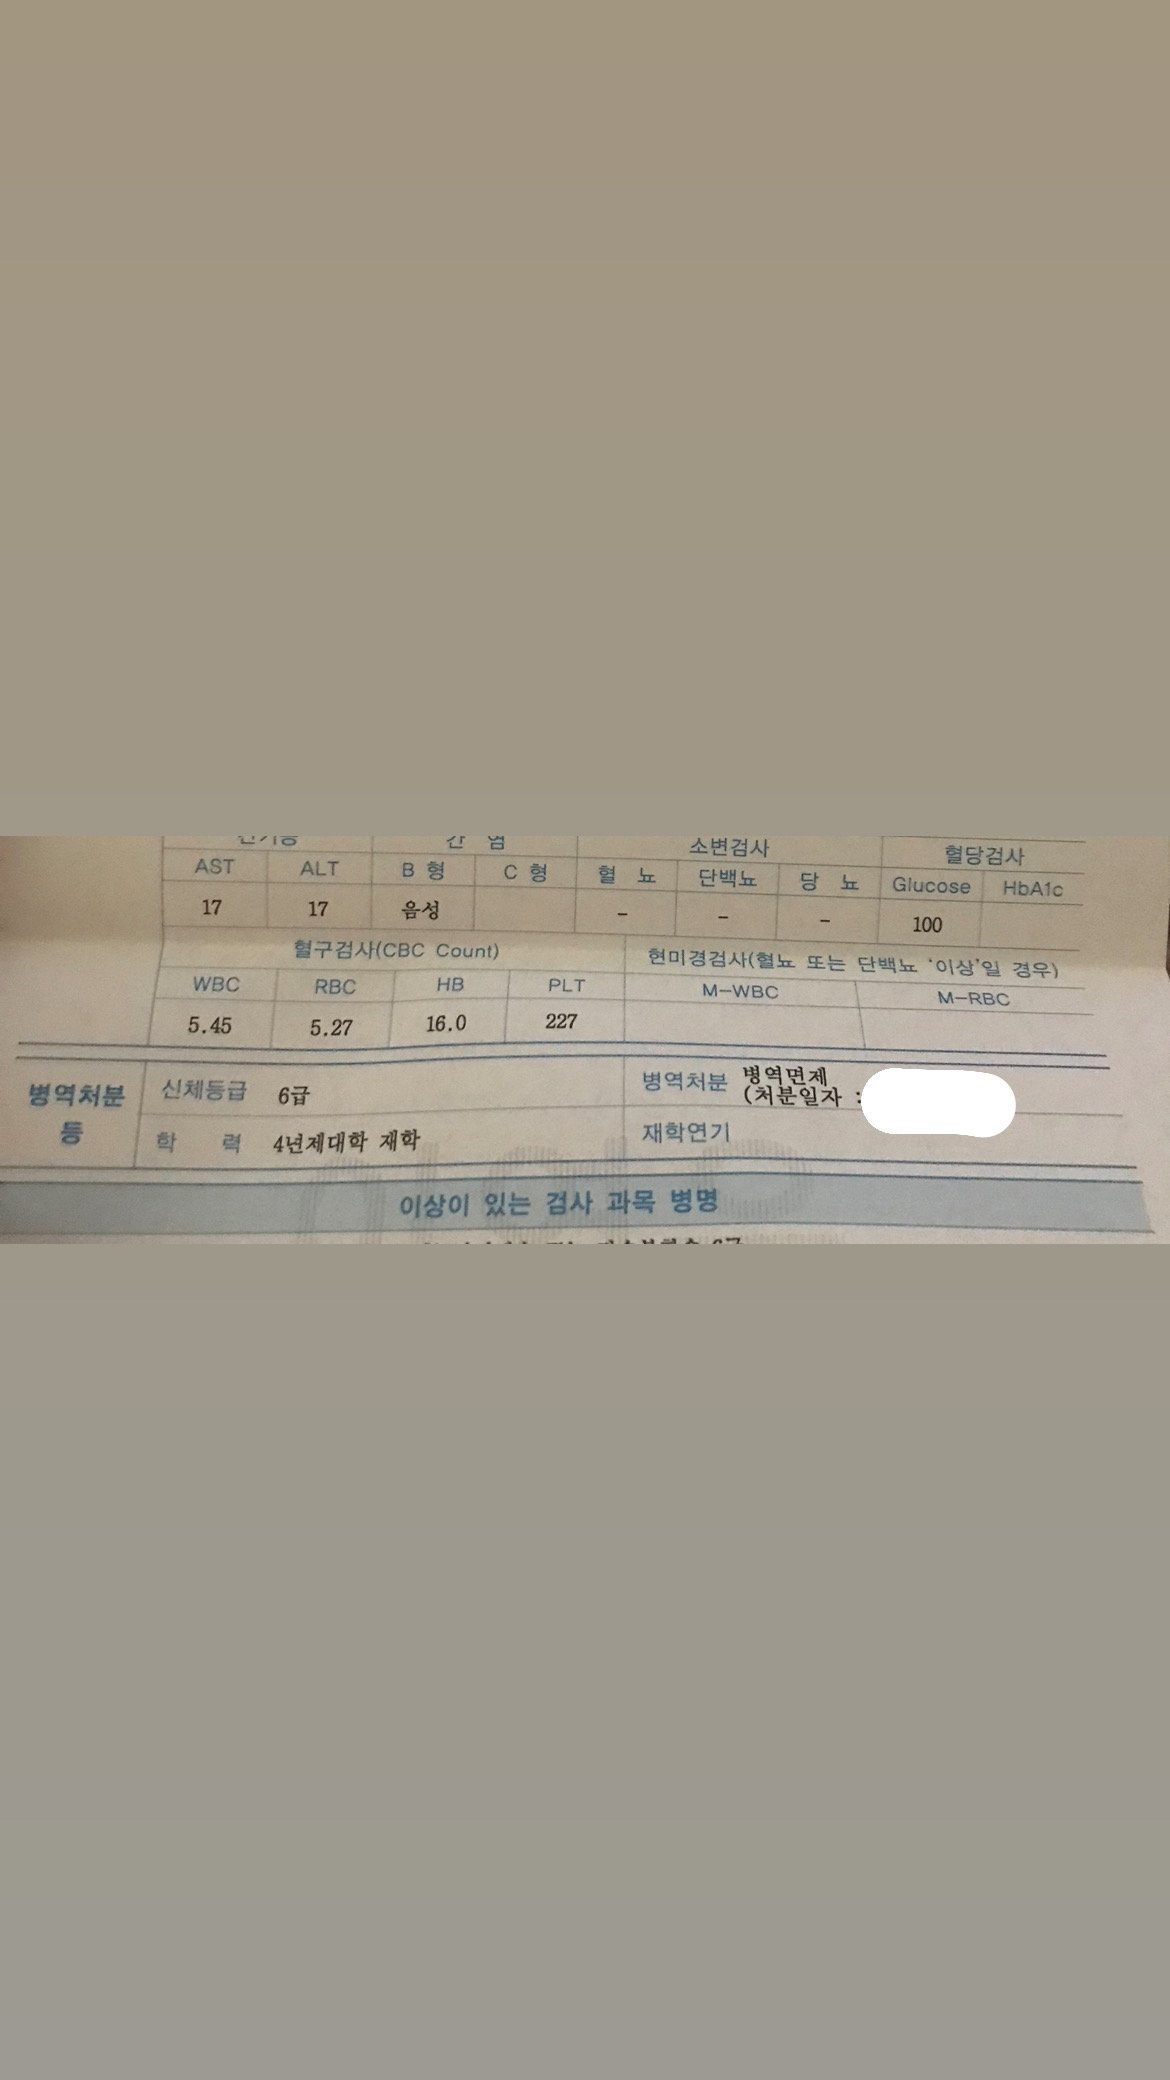 간 염 소변검사 혈당검사
AST ALT B 형 C 형 혈 뇨 단백뇨 당 뇨 Glucose HbA1c
17 17 음성 - - - 100
혈구검사(CBC Count) 현미경검사(혈뇨 또는 단백뇨 '이상'일 경우)
WBC RBC HB PLT M-WBC M-RBC
5.45 5.27 16.0 227
병역처분 등
신체등급 6급 병역처분 병역면제
(처분일자 :
학 력 4년제대학 재학 재학연기
이상이 있는 검사 과목 병명